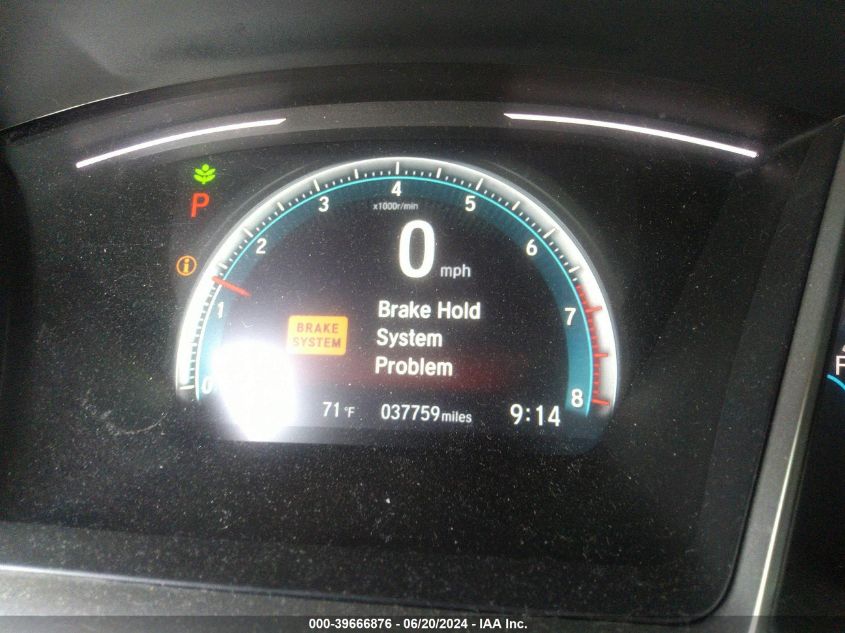 4
3
5
x1000r/min
P
2
0 mph
6
1
Brake Hold
7
BRAKE
SYSTEM
System
Problem
0
8
71°F
037759 miles
9:14
000-39666876 / 06/20/2024 - IAA Inc.